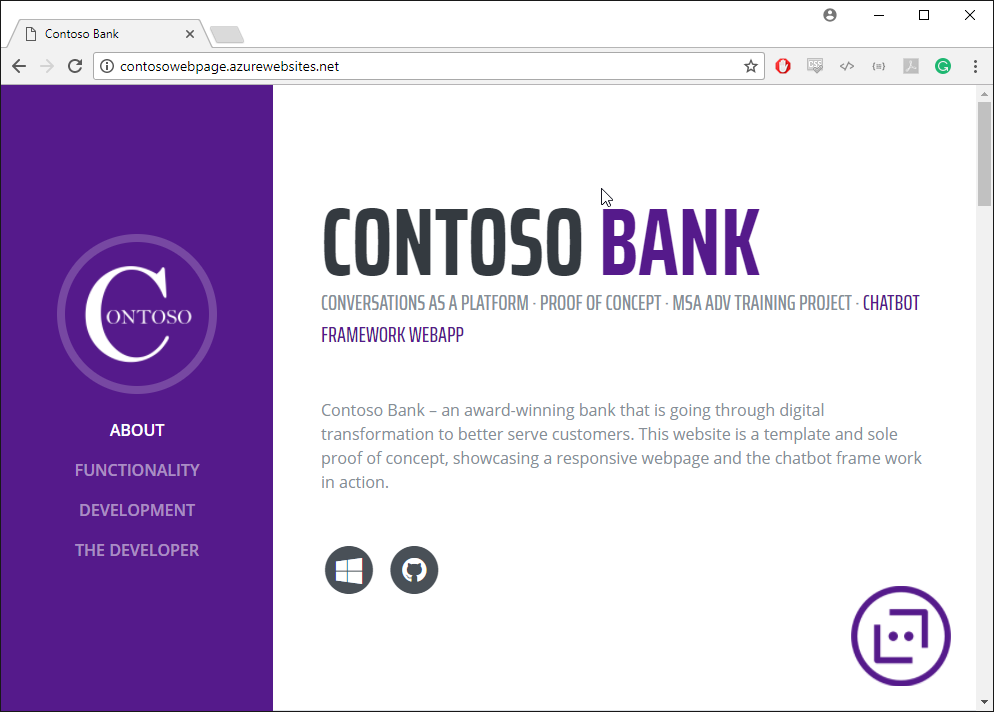 Contoso Bank
contosowebpage.azurewebsites.net
CSS
CONTOSO
ABOUT
FUNCTIONALITY
DEVELOPMENT
THE DEVELOPER
CONTOSO BANK
CONVERSATIONS AS A PLATFORM · PROOF OF CONCEPT · MSA ADV TRAINING PROJECT · CHATBOT
FRAMEWORK WEBAPP
Contoso Bank – an award-winning bank that is going through digital
transformation to better serve customers. This website is a template and sole
proof of concept, showcasing a responsive webpage and the chatbot frame work
in action.